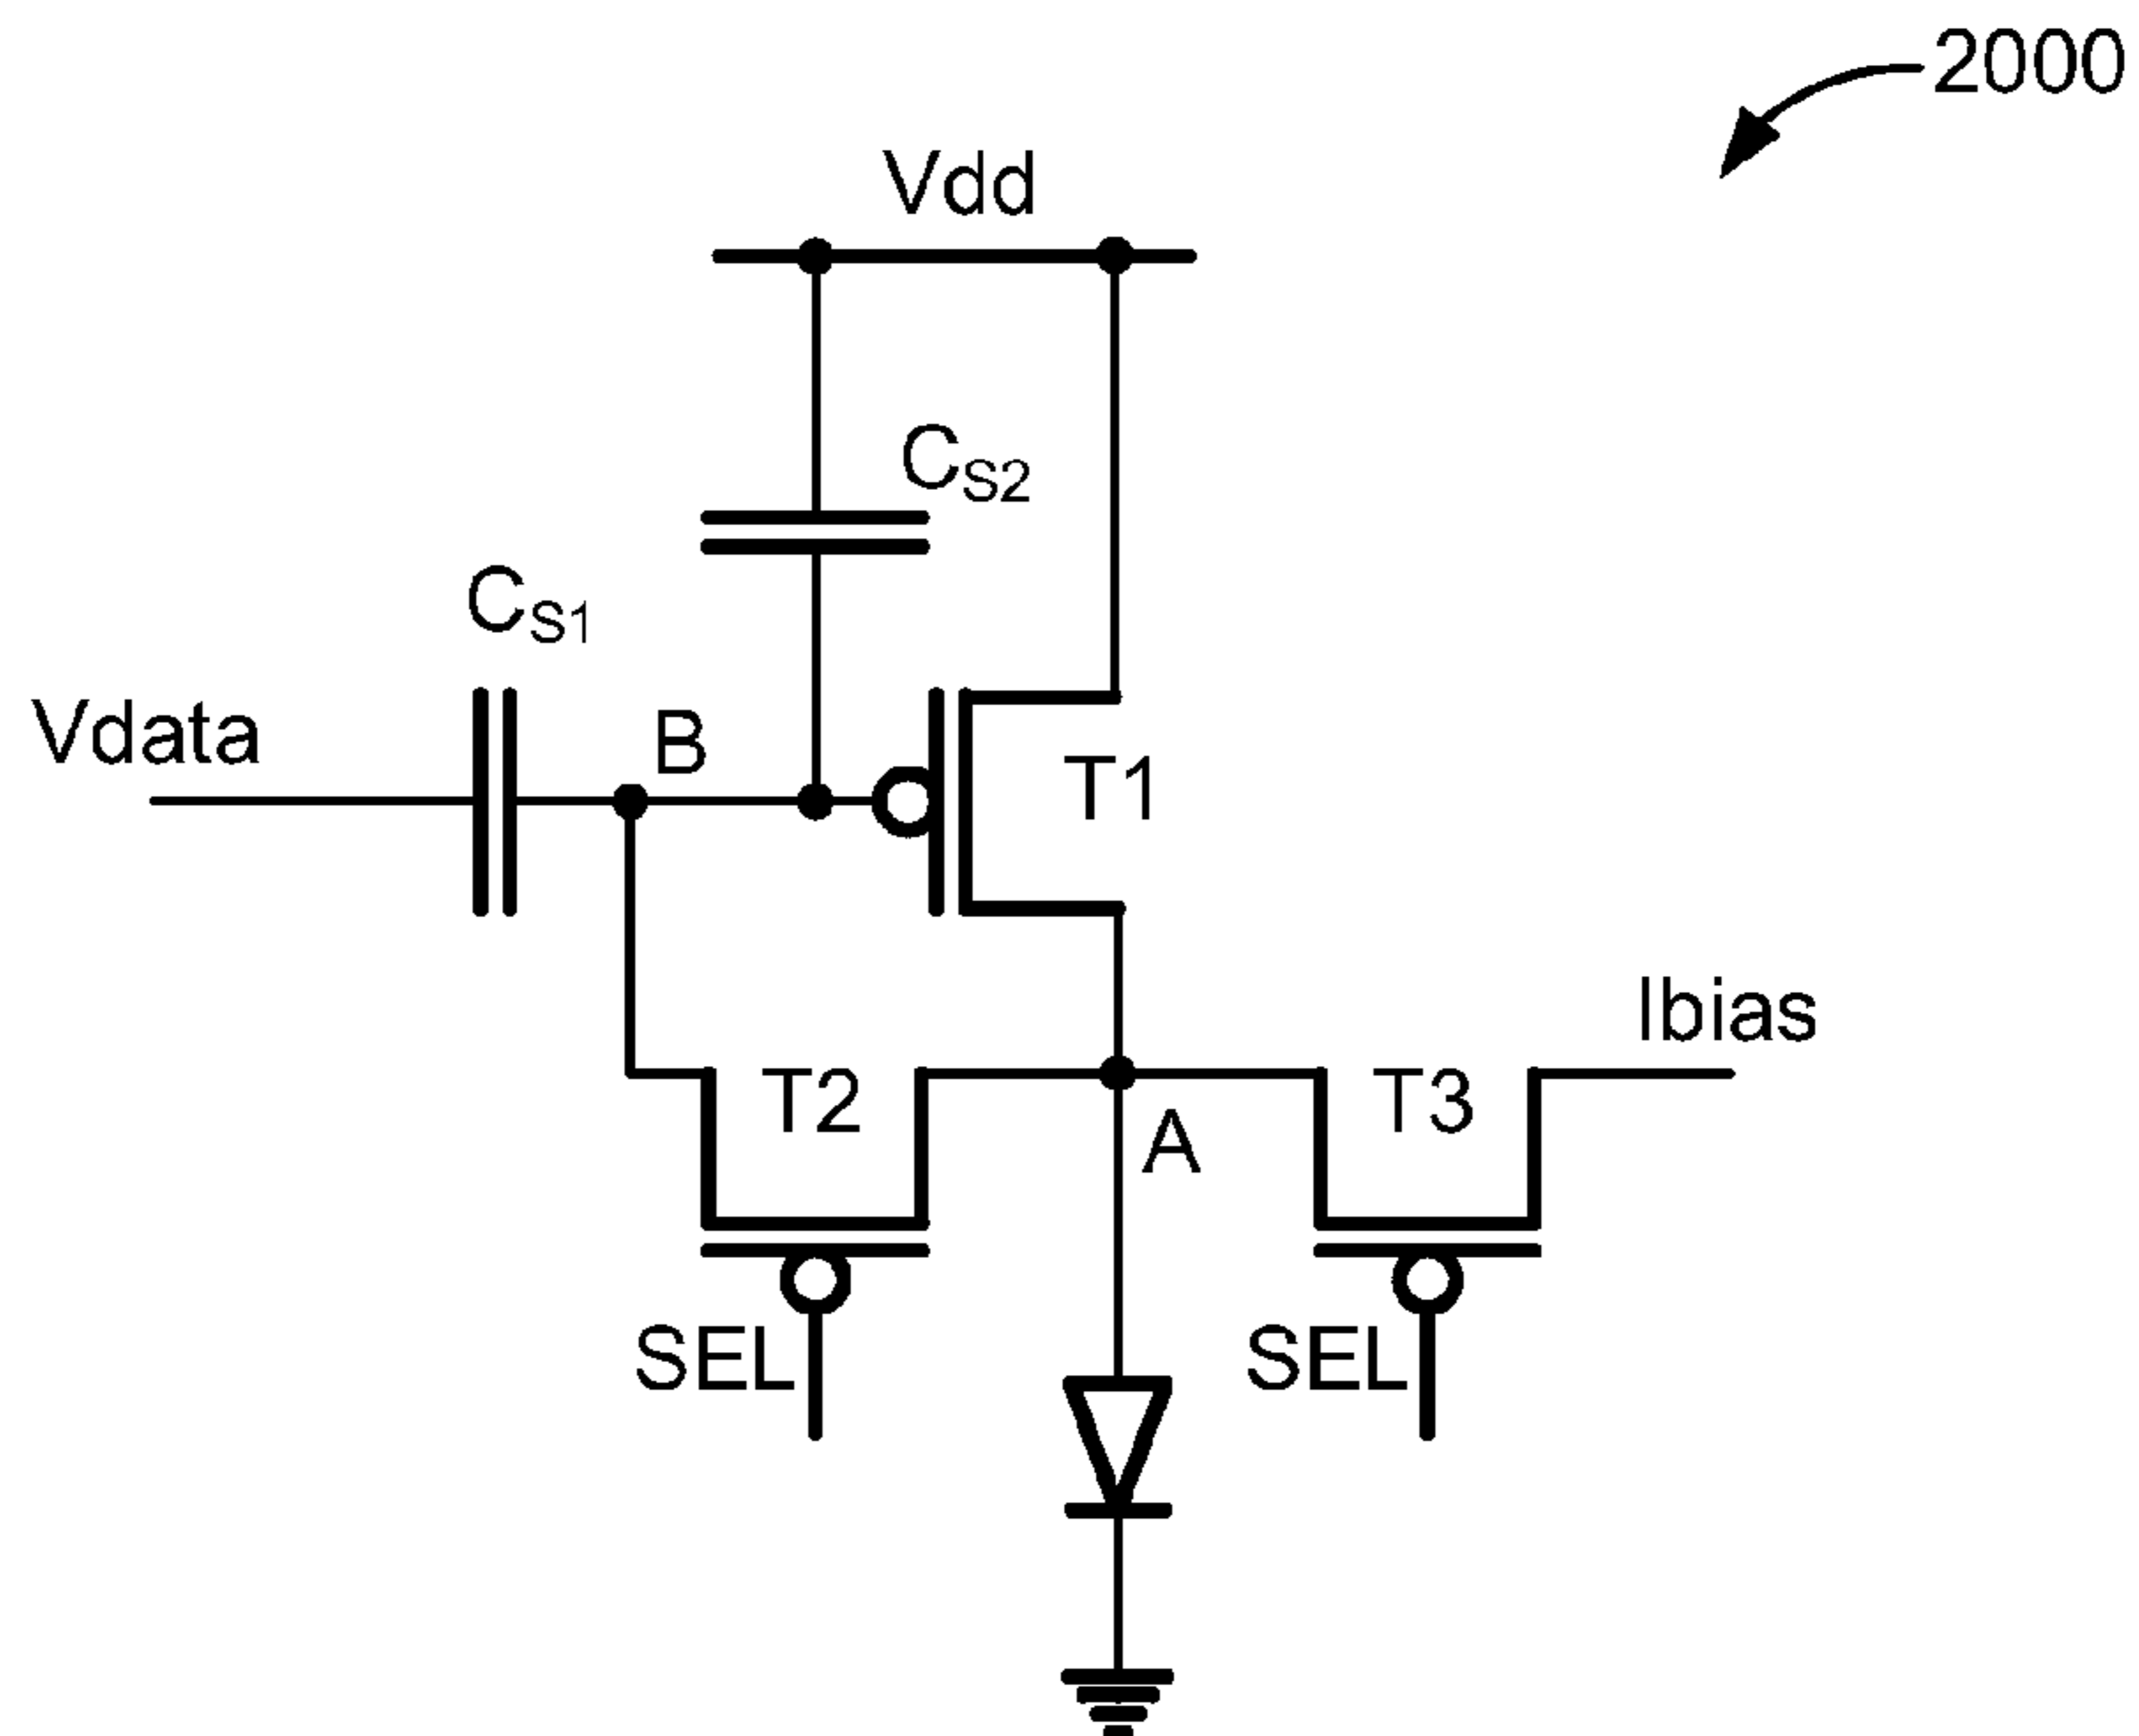 2000
Vdd
CS2
CS1
Vdata
B
T1
Ibias
T2
T3
A
SEL
SEL